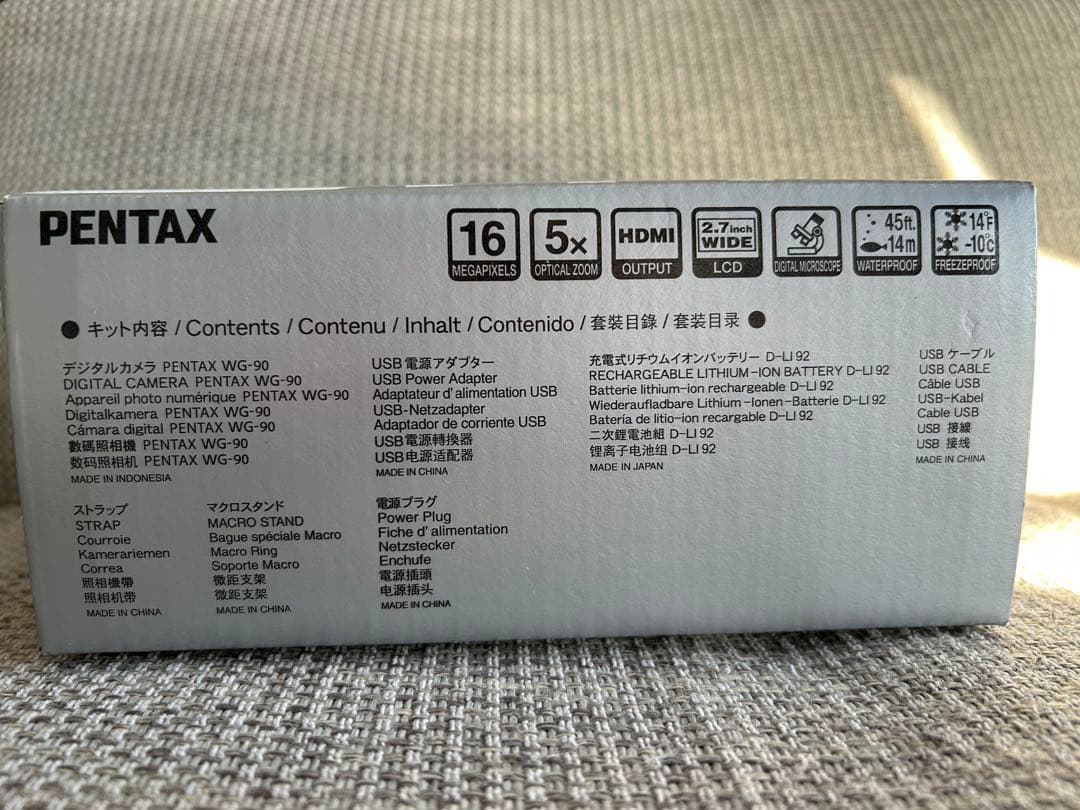 PENTAX
16
MEGAPIXELS
5x
OPTICAL ZOOM
HDMI
OUTPUT
2.7inch
WIDE
LCD
DIGITAL MICROSCOPE
45ft.
14m
WATERPROOF
14°F
-10°C
FREEZEPROOF
● キット内容 / Contents / Contenu / Inhalt / Contenido / 套裝目錄 / 套装目录 ●
デジタルカメラ PENTAX WG-90
DIGITAL CAMERA PENTAX WG-90
Appareil photo numérique PENTAX WG-90
Digitalkamera PENTAX WG-90
Cámara digital PENTAX WG-90
數碼照相機 PENTAX WG-90
数码照相机 PENTAX WG-90
MADE IN INDONESIA
USB電源アダプター
USB Power Adapter
Adaptateur d'alimentation USB
USB-Netzadapter
Adaptador de corriente USB
USB電源轉換器
USB电源适配器
MADE IN CHINA
充電式リチウムイオンバッテリー D-LI 92
RECHARGEABLE LITHIUM-ION BATTERY D-LI 92
Batterie lithium-ion rechargeable D-LI 92
Wiederaufladbare Lithium-Ionen-Batterie D-LI 92
Batería de litio-ion recargable D-LI 92
二次鋰電池組 D-LI 92
锂离子电池组 D-LI 92
MADE IN JAPAN
USB ケーブル
USB CABLE
Câble USB
USB-Kabel
Cable USB
USB 接線
USB 接线
MADE IN CHINA
ストラップ
STRAP
Courroie
Kamerariemen
Correa
照相機帶
照相机带
MADE IN CHINA
マクロスタンド
MACRO STAND
Bague spéciale Macro
Macro Ring
Soporte Macro
微距支架
微距支架
MADE IN CHINA
電源プラグ
Power Plug
Fiche d'alimentation
Netzstecker
Enchufe
電源插頭
电源插头
MADE IN CHINA